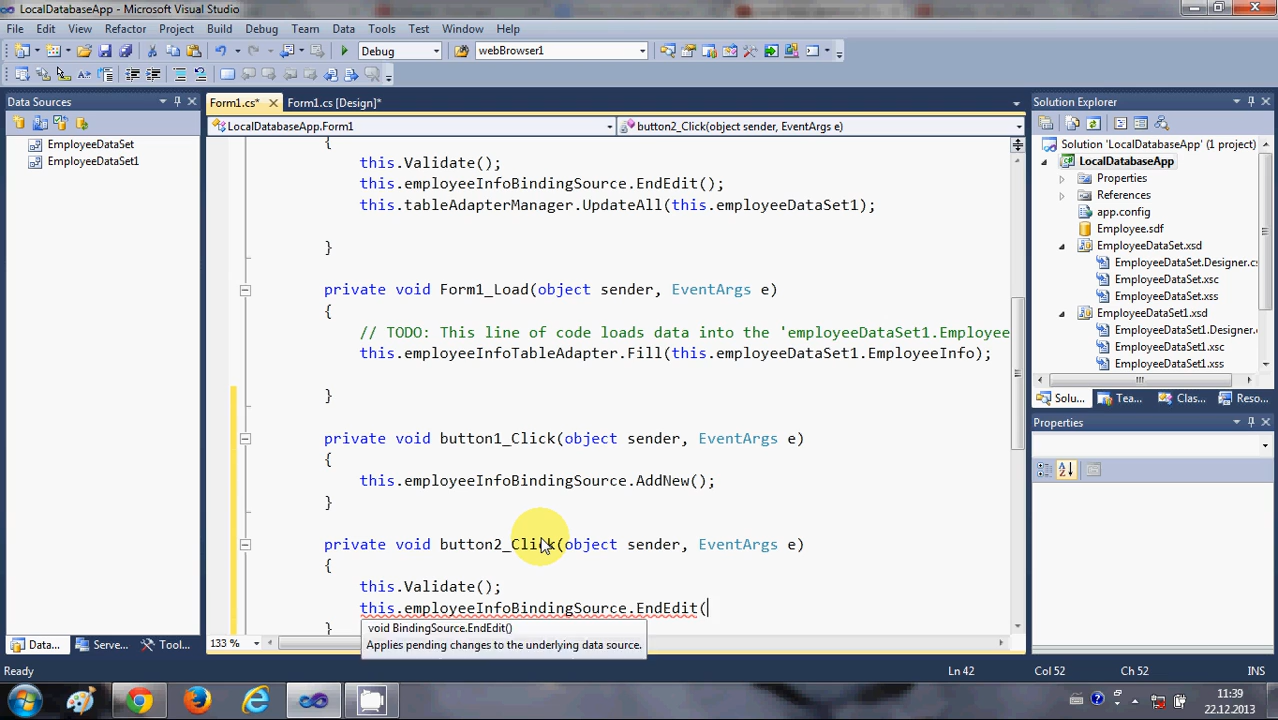 LocalDatabaseApp - Microsoft Visual Studio
File Edit View Refactor Project Build Debug Team Data Tools Test Window Help
Debug webBrowser1
Data Sources
EmployeeDataSet
EmployeeDataSet1
Form1.cs* Form1.cs [Design]*
LocalDatabaseApp.Form1 button2_Click(object sender, EventArgs e)
{
this.Validate();
this.employeeInfoBindingSource.EndEdit();
this.tableAdapterManager.UpdateAll(this.employeeDataSet1);
}
private void Form1_Load(object sender, EventArgs e)
{
// TODO: This line of code loads data into the 'employeeDataSet1.Employee
this.employeeInfoTableAdapter.Fill(this.employeeDataSet1.EmployeeInfo);
}
private void button1_Click(object sender, EventArgs e)
{
this.employeeInfoBindingSource.AddNew();
}
private void button2_Click(object sender, EventArgs e)
{
this.Validate();
this.employeeInfoBindingSource.EndEdit(
}
void BindingSource.EndEdit()
Applies pending changes to the underlying data source.
133 %
Solution Explorer
Solution 'LocalDatabaseApp' (1 project)
LocalDatabaseApp
Properties
References
app.config
Employee.sdf
EmployeeDataSet.xsd
EmployeeDataSet.Designer.c
EmployeeDataSet.xsc
EmployeeDataSet.xss
EmployeeDataSet1.xsd
EmployeeDataSet1.Designer.
EmployeeDataSet1.xsc
EmployeeDataSet1.xss
Solu... Tea... Clas... Reso...
Properties
Data... Serve... Tool...
Ready Ln 42 Col 52 Ch 52 INS
11:39
22.12.2013